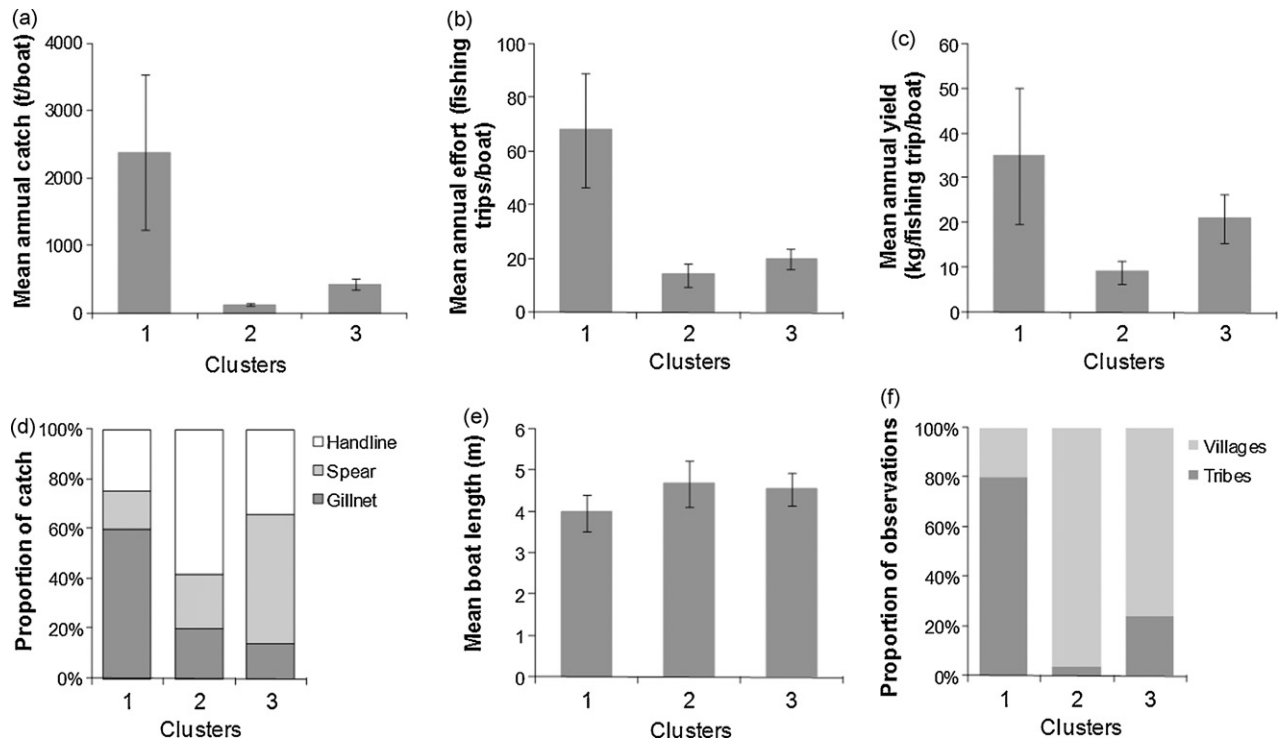 (a)
Mean annual catch (t/boat)
4000
3000
2000
1000
0
1 2 3
Clusters
(b)
Mean annual effort (fishing
trips/boat)
100
80
60
40
20
0
1 2 3
Clusters
(c)
Mean annual yield
(kg/fishing trip/boat)
60
50
40
30
20
10
0
1 2 3
Clusters
(d)
Proportion of catch
100%
80%
60%
40%
20%
0%
1 2 3
Clusters
Handline
Spear
Gillnet
(e)
Mean boat length (m)
6
5
4
3
2
1
0
1 2 3
Clusters
(f)
Proportion of observations
100%
80%
60%
40%
20%
0%
1 2 3
Clusters
Villages
Tribes